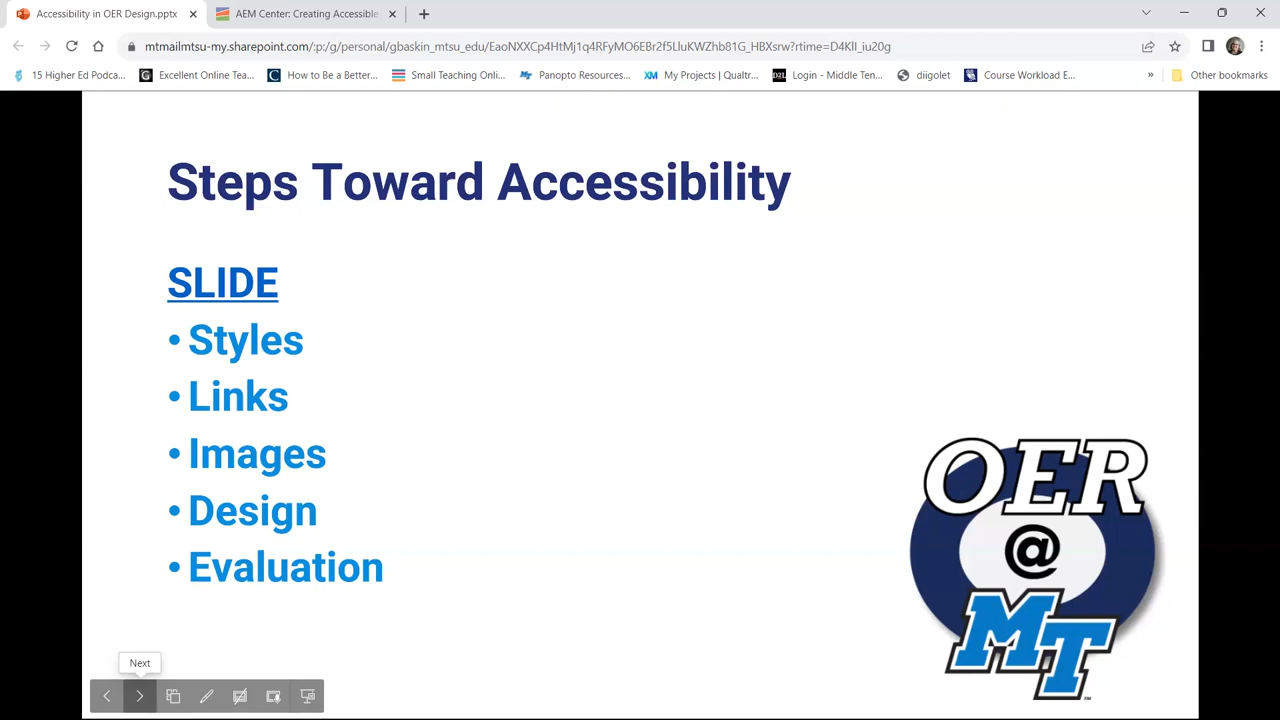 Accessibility in OER Design.pptx
AEM Center: Creating Accessible
mtmailmtsu-my.sharepoint.com/:p:/g/personal/gbaskin_mtsu_edu/EaoNXXCp4HtMj1q4RFyMO6EBr2f5LluKWZhb81G_HBXsrw?rtime=D4KlI_iu20g
15 Higher Ed Podca...
Excellent Online Tea...
How to Be a Better...
Small Teaching Onli...
Panopto Resources...
My Projects | Qualtr...
Login - Middle Ten...
diigolet
Course Workload E...
»
Other bookmarks
Steps Toward Accessibility
SLIDE
• Styles
• Links
• Images
• Design
• Evaluation
OER
@
MT
Next